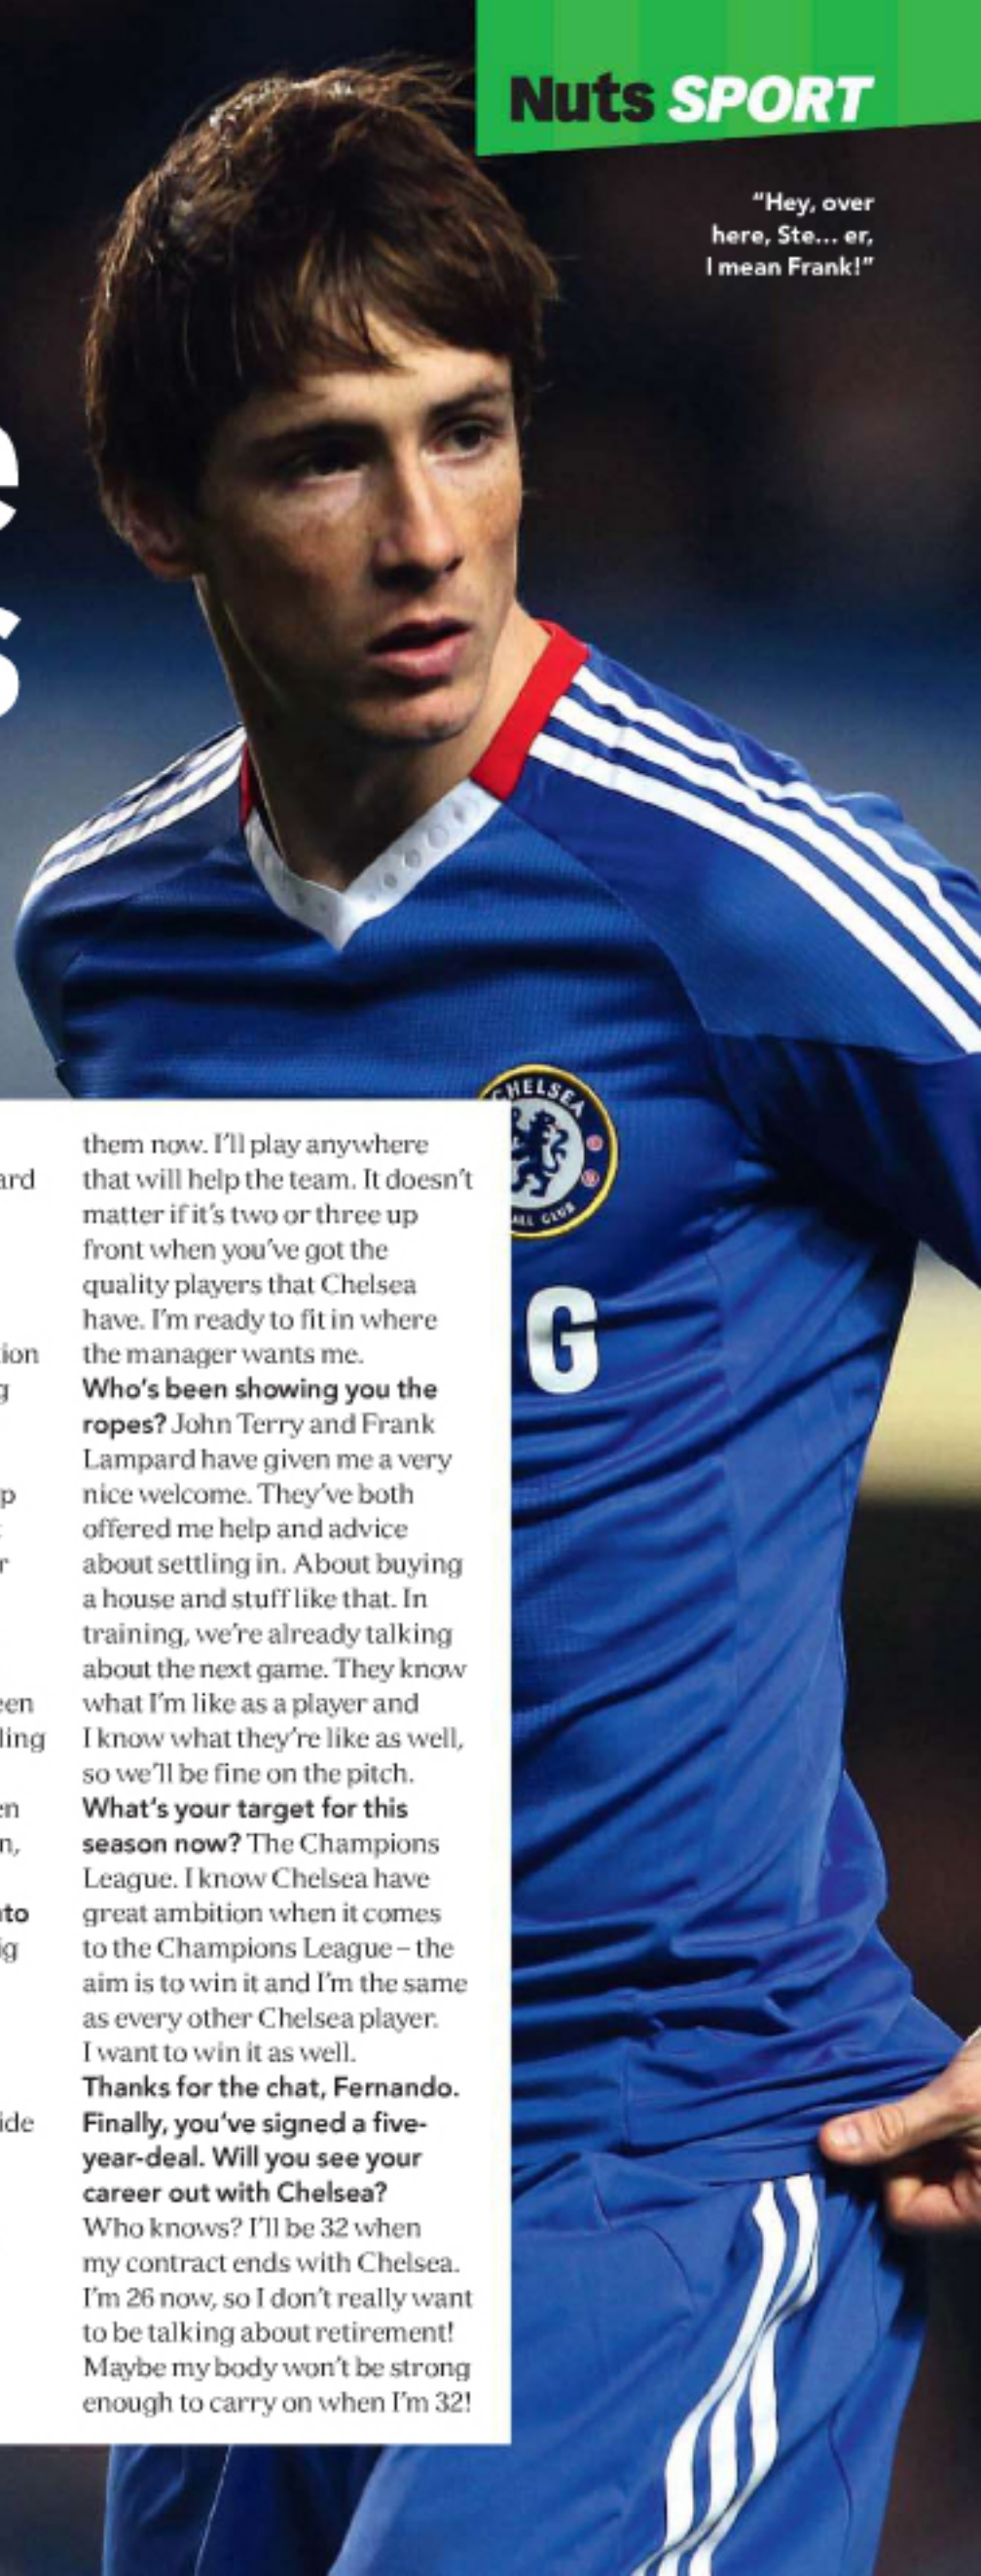 Nuts SPORT
"Hey, over
here, Ste... er,
I mean Frank!"
e
s
ard
ion
g
p
r
een
ling
en
n,
nto
ig
ide
them now. I'll play anywhere
that will help the team. It doesn't
matter if it's two or three up
front when you've got the
quality players that Chelsea
have. I'm ready to fit in where
the manager wants me.
Who's been showing you the
ropes? John Terry and Frank
Lampard have given me a very
nice welcome. They've both
offered me help and advice
about settling in. About buying
a house and stuff like that. In
training, we're already talking
about the next game. They know
what I'm like as a player and
I know what they're like as well,
so we'll be fine on the pitch.
What's your target for this
season now? The Champions
League. I know Chelsea have
great ambition when it comes
to the Champions League – the
aim is to win it and I'm the same
as every other Chelsea player.
I want to win it as well.
Thanks for the chat, Fernando.
Finally, you've signed a five-
year-deal. Will you see your
career out with Chelsea?
Who knows? I'll be 32 when
my contract ends with Chelsea.
I'm 26 now, so I don't really want
to be talking about retirement!
Maybe my body won't be strong
enough to carry on when I'm 32!
CHELSEA
ALL CLUB
G